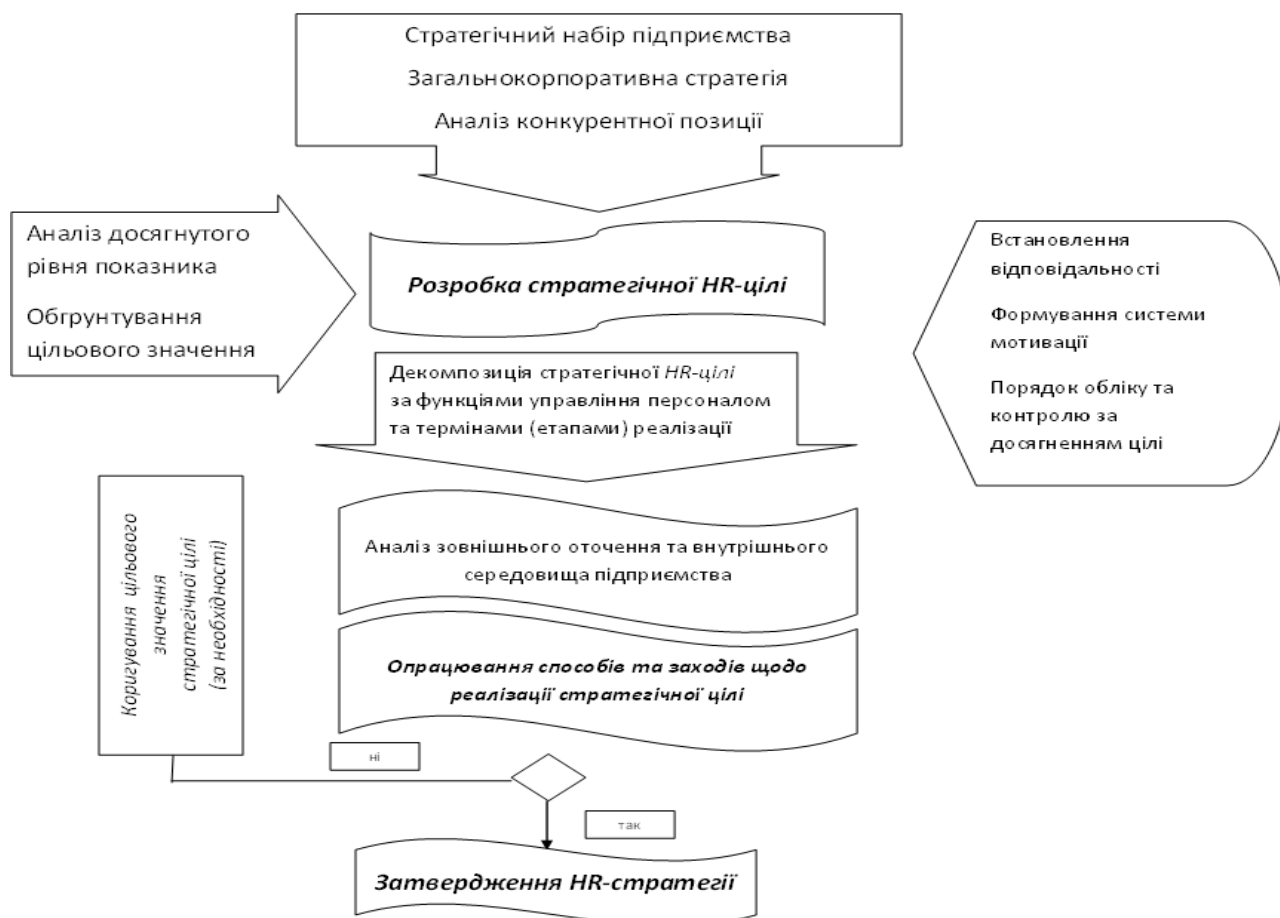 Стратегічний набір підприємства
Загальнокорпоративна стратегія
Аналіз конкурентної позиції
Аналіз досягнутого
рівня показника
Обгрунтування
цільового значення
Розробка стратегічної HR-цілі
Встановлення
відповідальності
Формування системи
мотивації
Порядок обліку та
контролю за
досягненням цілі
Декомпозиція стратегічної HR-цілі
за функціями управління персоналом
та термінами (етапами) реалізації
Коригування цільового
значення
стратегічної цілі
(за необхідності)
Аналіз зовнішнього оточення та внутрішнього
середовища підприємства
Опрацювання способів та заходів щодо
реалізації стратегічної цілі
ні
так
Затвердження HR-стратегії